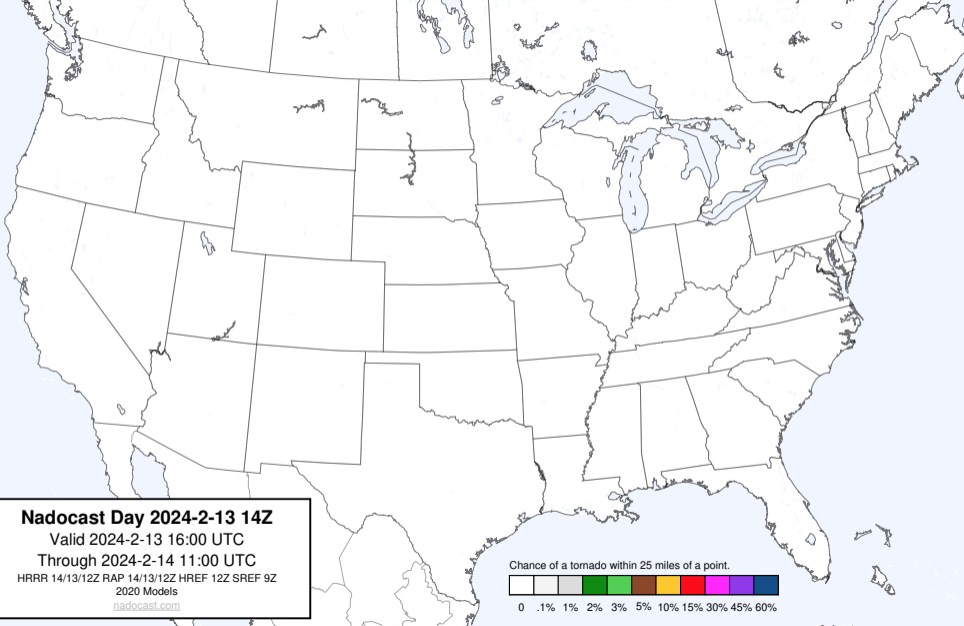 Nadocast Day 2024-2-13 14Z
Valid 2024-2-13 16:00 UTC
Through 2024-2-14 11:00 UTC
HRRR 14/13/12Z RAP 14/13/12Z HREF 12Z SREF 9Z
2020 Models
nadocast.com
Chance of a tornado within 25 miles of a point.
0 .1% 1% 2% 3% 5% 10% 15% 30% 45% 60%